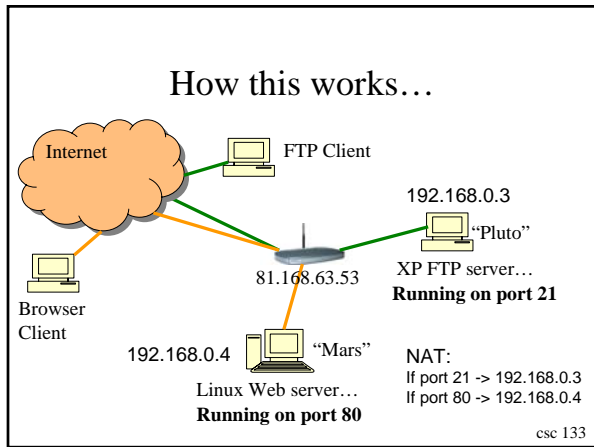 How this works…
Internet
FTP Client
192.168.0.3
"Pluto"
81.168.63.53
XP FTP server…
Running on port 21
Browser
Client
192.168.0.4
"Mars"
Linux Web server…
Running on port 80
NAT:
If port 21 -> 192.168.0.3
If port 80 -> 192.168.0.4
csc 133